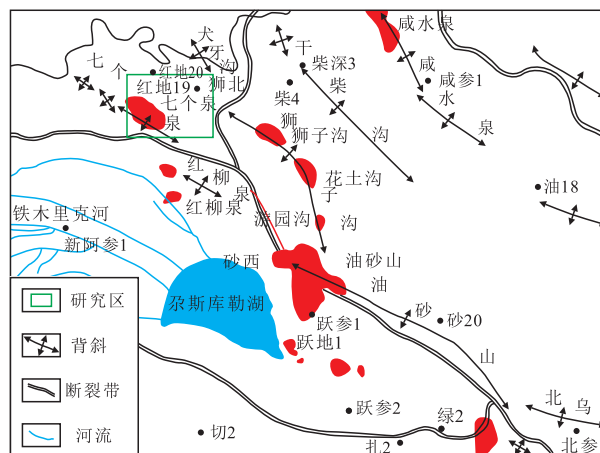 犬牙沟
七个泉
红地20
狮北
红地19
七个泉
干柴沟
柴深3
柴4
咸水泉
咸水泉
咸参1
狮子沟
狮子沟
花土沟
油18
红柳泉
红柳泉
游园沟
铁木里克河
新阿参1
砂西
油砂山
油砂山
尕斯库勒湖
跃参1
跃地1
砂20
跃参2
绿2
切2
扎2
北乌
北参
研究区
背斜
断裂带
河流